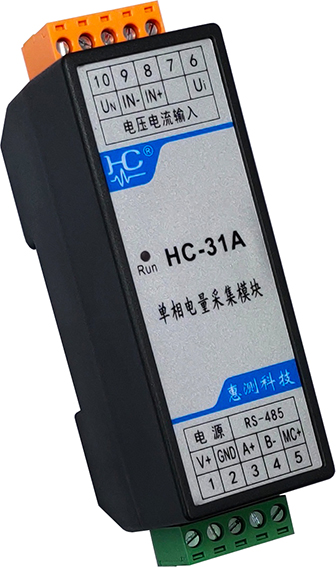 10 9 8 7 6
UN IN- IN+ Ui
电压电流输入
HC®
Run HC-31A
单相电量采集模块
惠测科技
电源 RS-485
V+ GND A+ B- MC+
1 2 3 4 5